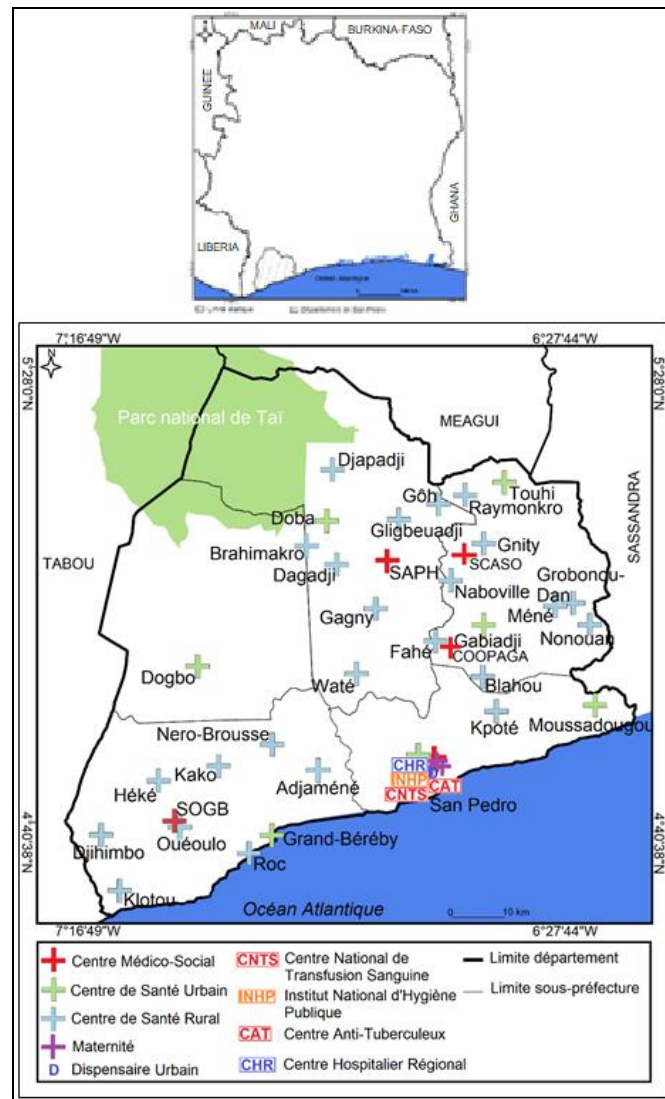 MALI
BURKINA-FASO
GUINEE
GHANA
LIBERIA
Océan Atlantique
0
7°16'49"W
6°27'44"W
5°28'0"N
5°28'0"N
N
Parc national de Taï
MEAGUI
SASSANDRA
TABOU
Djapadji
Touhi
Gôh
Raymonkro
Doba
Gligbeuadji
Brahimakro
Gnity
Dagadji
SAPH
SCASO
Naboville
Grobonou-
Dan
Gagny
Méné
Nonouan
Fahé
Gabiadji
COOPAGA
Dogbo
Waté
Blahou
Kpoté
Moussadougou
Nero-Brousse
CHR
D
Kako
Adjaméné
INHP
CAT
Héké
CNTS
San Pedro
SOGB
Djihimbo
Ouéoulo
Grand-Béréby
Roc
4°40'38"N
4°40'38"N
Klotou
Océan Atlantique
0 10 km
7°16'49"W
6°27'44"W
Centre Médico-Social
Centre de Santé Urbain
Centre de Santé Rural
Maternité
D Dispensaire Urbain
CNTS Centre National de
Transfusion Sanguine
INHP Institut National d'Hygiène
Publique
CAT Centre Anti-Tuberculeux
CHR Centre Hospitalier Régional
Limite département
Limite sous-préfecture